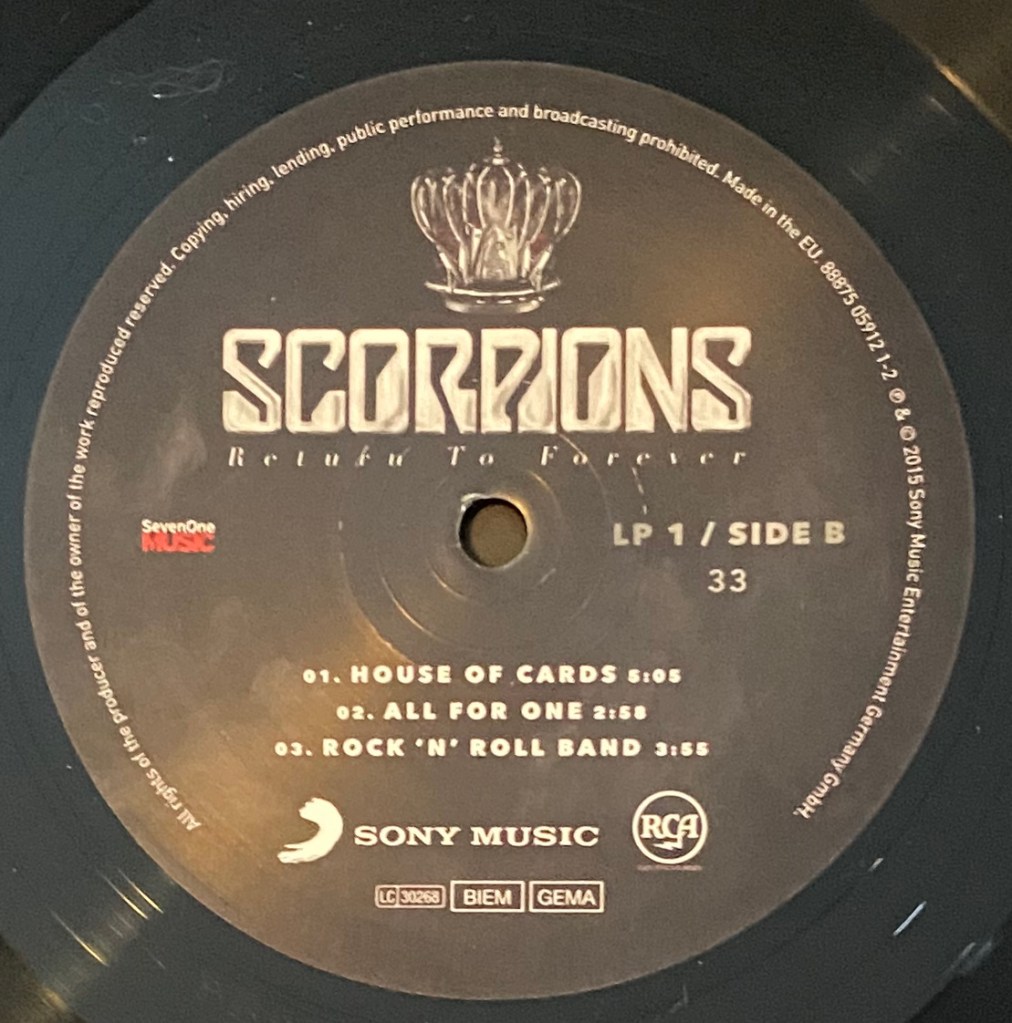 All rights of the producer and of the owner of the work reproduced reserved. Copying, hiring, lending, public performance and broadcasting prohibited. Made in the EU. 88875 05912 1-2 ℗ & © 2015 Sony Music Entertainment Germany GmbH.
SCORPIONS
Return To Forever
SevenOne
MUSIC
LP 1 / SIDE B
33
01. HOUSE OF CARDS 5:05
02. ALL FOR ONE 2:58
03. ROCK 'N' ROLL BAND 3:55
SONY MUSIC
RCA
LC 30268 BIEM GEMA